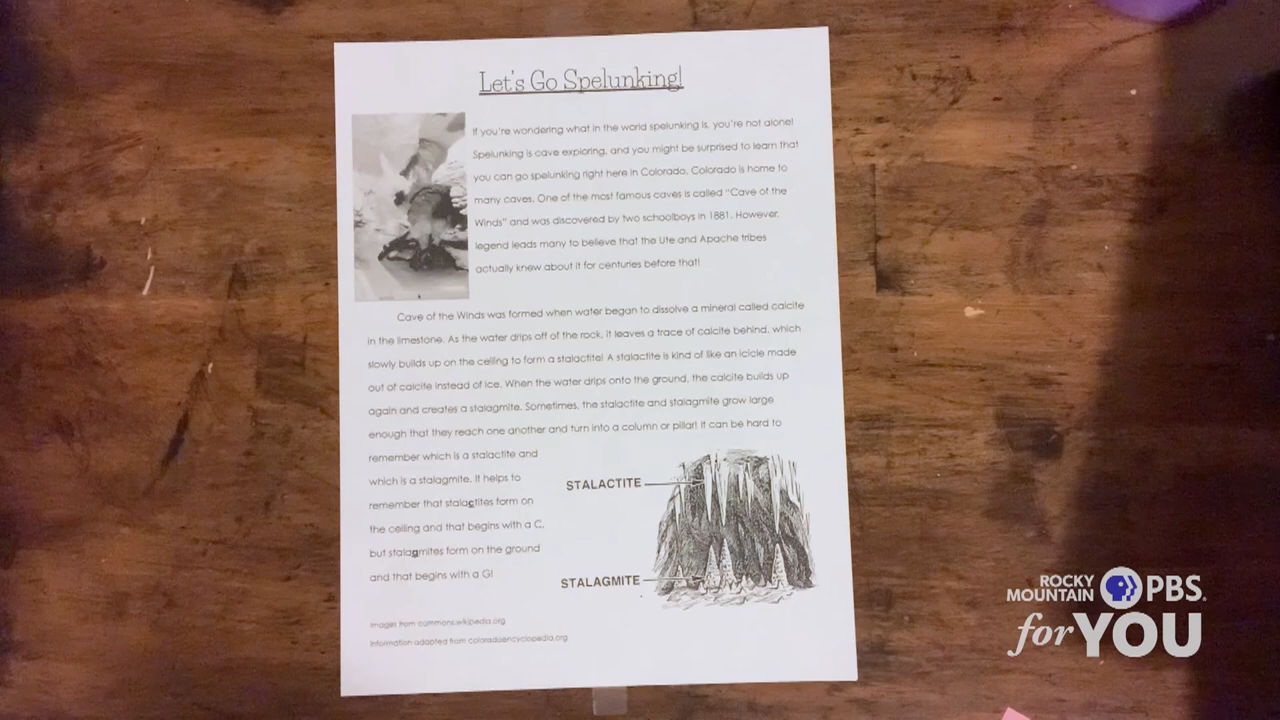 Let's Go Spelunking!
If you're wondering what in the world spelunking is, you're not alone!
Spelunking is cave exploring, and you might be surprised to learn that
you can go spelunking right here in Colorado. Colorado is home to
many caves. One of the most famous caves is called "Cave of the
Winds" and was discovered by two schoolboys in 1881. However,
legend leads many to believe that the Ute and Apache tribes
actually knew about it for centuries before that!
Cave of the Winds was formed when water began to dissolve a mineral called calcite
in the limestone. As the water drips off of the rock, it leaves a trace of calcite behind, which
slowly builds up on the ceiling to form a stalactite! A stalactite is kind of like an icicle made
out of calcite instead of ice. When the water drips onto the ground, the calcite builds up
again and creates a stalagmite. Sometimes, the stalactite and stalagmite grow large
enough that they reach one another and turn into a column or pillar! It can be hard to
remember which is a stalactite and
which is a stalagmite. It helps to
remember that stalactites form on
the ceiling and that begins with a C,
but stalagmites form on the ground
and that begins with a G!
STALACTITE
STALAGMITE
Images from commons.wikipedia.org
Information adapted from coloradoencyclopedia.org
ROCKY
MOUNTAIN PBS.
for YOU